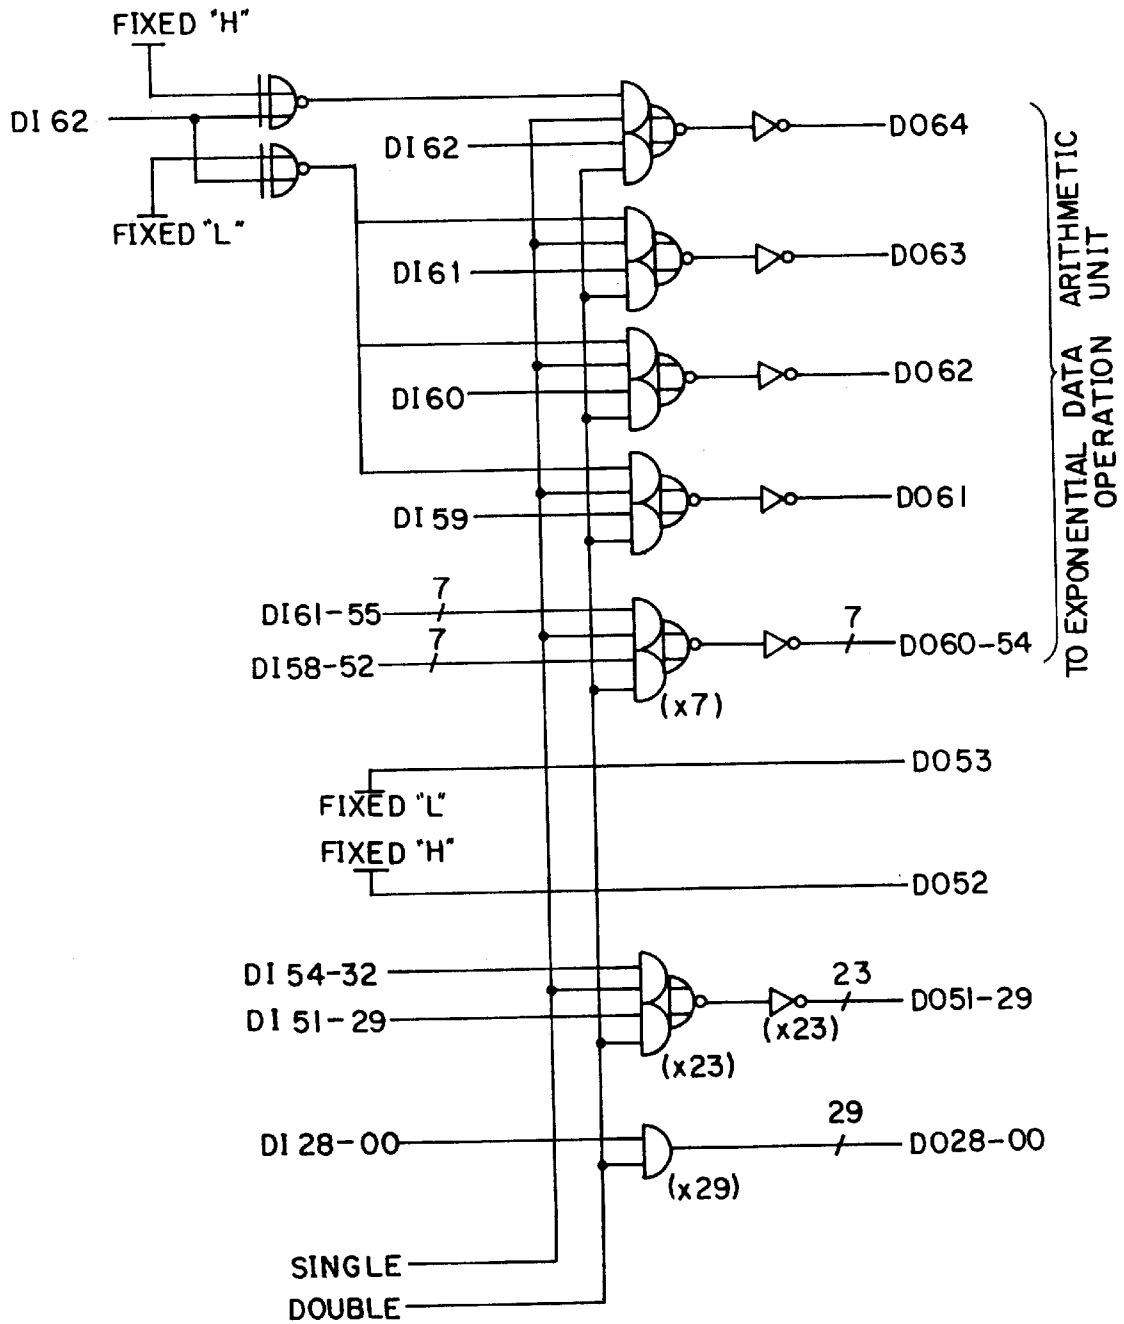 FIXED "H"
DI 62
DI 62
DO64
FIXED "L"
DI61
DO63
DI60
DO62
DI 59
DO61
7
DI61-55
7
DI58-52
7
DO60-54
(x7)
TO EXPONENTIAL DATA ARITHMETIC
OPERATION UNIT
DO53
FIXED "L"
FIXED "H"
DO52
DI 54-32
23
DO51-29
DI 51-29
(x23)
(x23)
29
DI 28-00
DO28-00
(x29)
SINGLE
DOUBLE